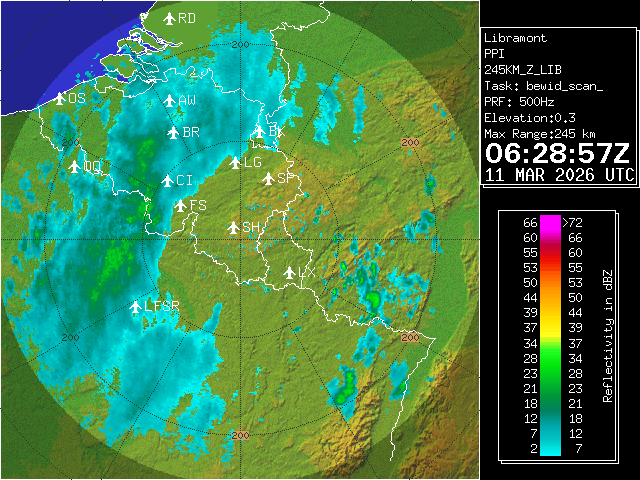 RD
200
OS
AW
BR
BK
200
OO
LG
CI
SP
FS
SH
LX
LFSR
200
200
200
Libramont
PPI
245KM_Z_LIB
Task: bewid_scan_
PRF: 500Hz
Elevation:0.3
Max Range:245 km
06:28:57Z
11 MAR 2026 UTC
66 >72
60 66
55 60
53 55
50 53
44 50
39 44
37 39
34 37
28 34
23 28
21 23
18 21
12 18
7 12
2 7
Reflectivity in dBZ